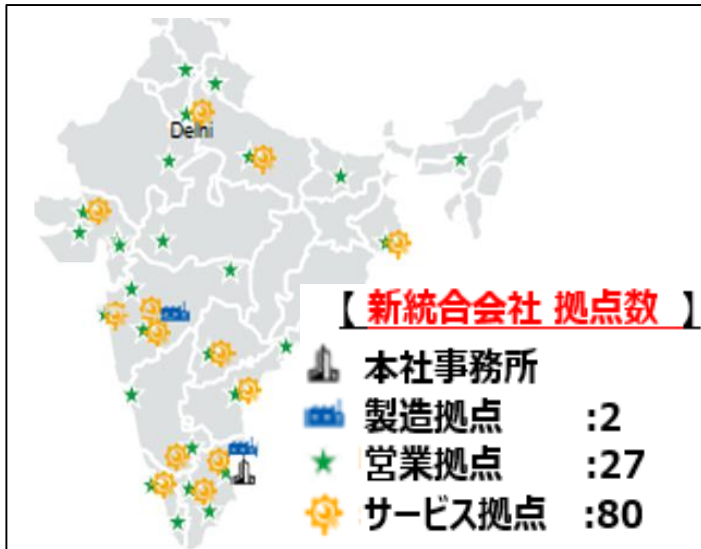 Delhi
【 新統合会社 拠点数 】
本社事務所
製造拠点 :2
営業拠点 :27
サービス拠点 :80